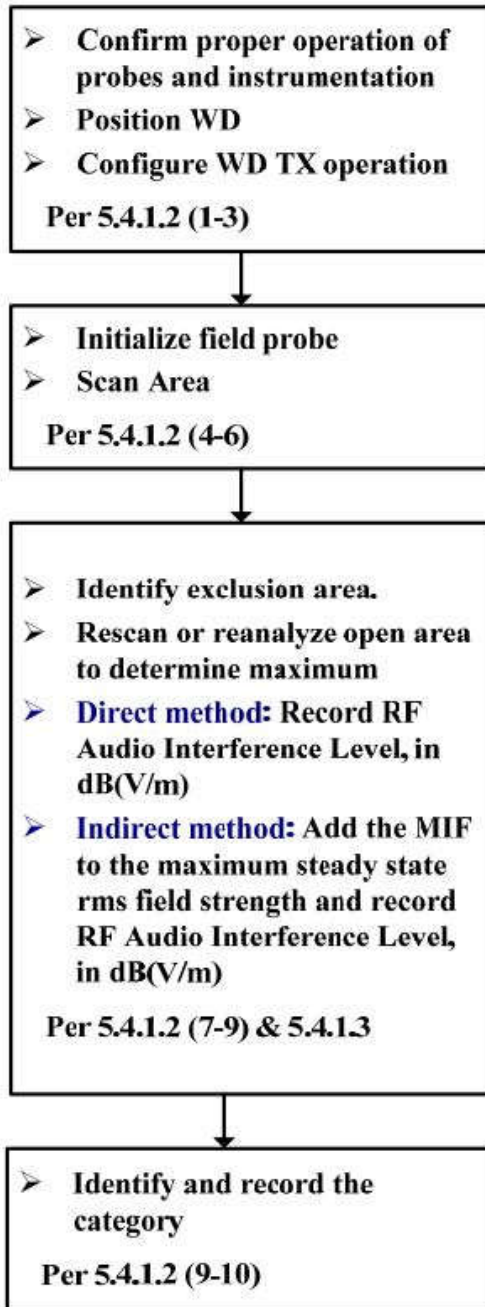 ➢ Confirm proper operation of
probes and instrumentation
➢ Position WD
➢ Configure WD TX operation
Per 5.4.1.2 (1-3)
➢ Initialize field probe
➢ Scan Area
Per 5.4.1.2 (4-6)
➢ Identify exclusion area.
➢ Rescan or reanalyze open area
to determine maximum
➢ Direct method: Record RF
Audio Interference Level, in
dB(V/m)
➢ Indirect method: Add the MIF
to the maximum steady state
rms field strength and record
RF Audio Interference Level,
in dB(V/m)
Per 5.4.1.2 (7-9) & 5.4.1.3
➢ Identify and record the
category
Per 5.4.1.2 (9-10)